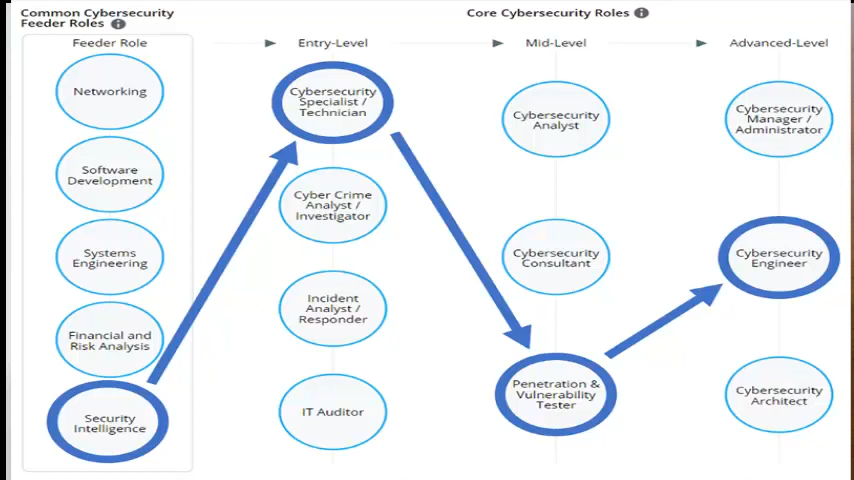 Common Cybersecurity
Feeder Roles
Core Cybersecurity Roles
Feeder Role
Entry-Level
Mid-Level
Advanced-Level
Networking
Software
Development
Systems
Engineering
Financial and
Risk Analysis
Security
Intelligence
Cybersecurity
Specialist /
Technician
Cyber Crime
Analyst /
Investigator
Incident
Analyst /
Responder
IT Auditor
Cybersecurity
Analyst
Cybersecurity
Consultant
Penetration &
Vulnerability
Tester
Cybersecurity
Manager /
Administrator
Cybersecurity
Engineer
Cybersecurity
Architect